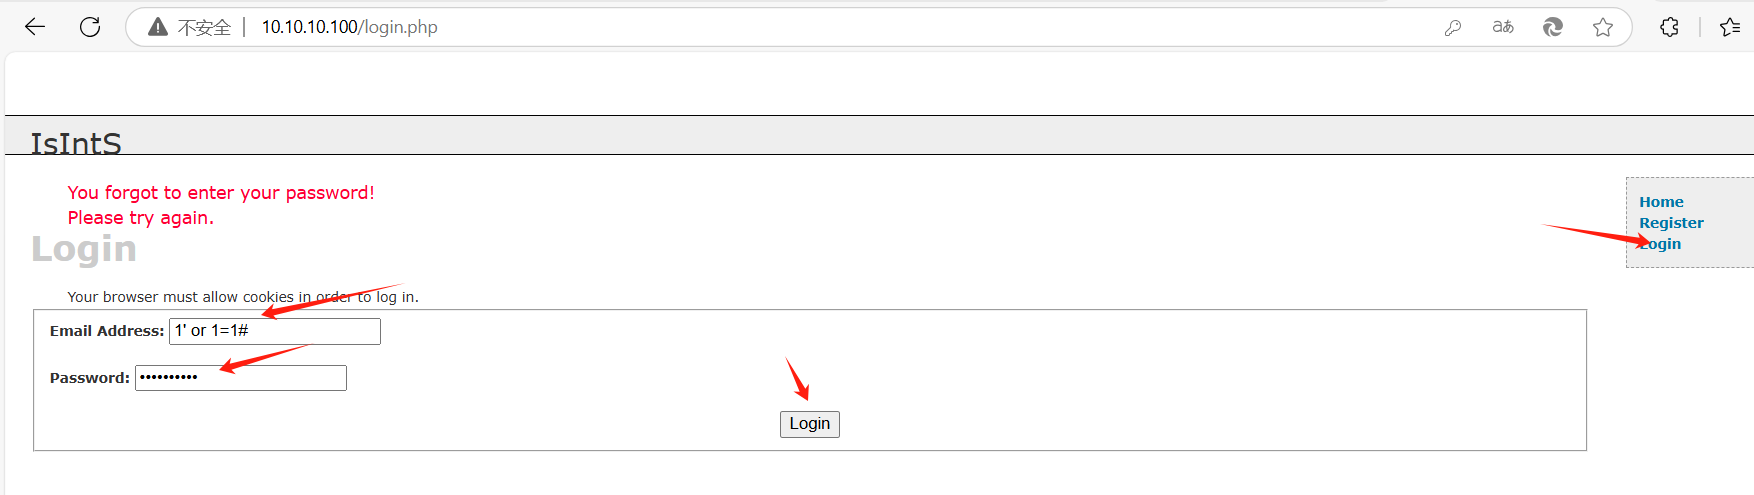 不安全 10.10.10.100/login.php aあ
IsIntS
You forgot to enter your password!
Please try again.
Login
Your browser must allow cookies in order to log in.
Email Address: 1' or 1=1#
Password: ••••••••••
Login
Home
Register
Login